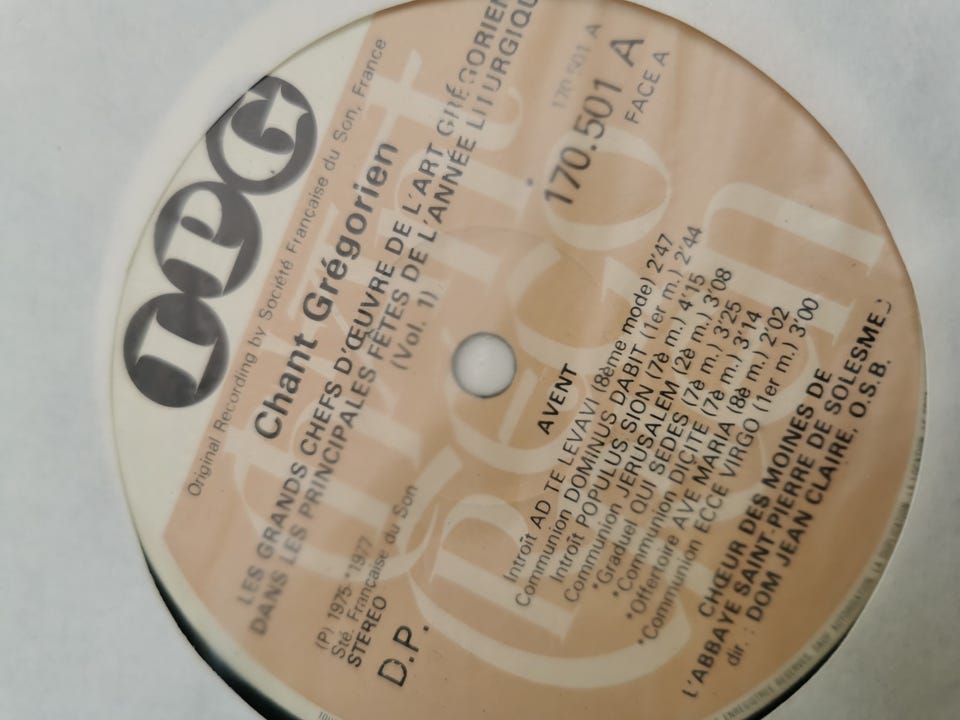 IPG
Original Recording by Société Française du Son, France
Chant Grégorien
LES GRANDS CHEFS D'ŒUVRE DE L'ART GRÉGORIEN
DANS LES PRINCIPALES FÊTES DE L'ANNÉE LITURGIQU
(Vol. 1)
(P) 1975 • 1977
Sté. Française du Son
STEREO
D.P.
170.501 A
170.501 A
FACE A
AVENT
Introït AD TE LEVAVI (8ème mode) 2'47
Communion DOMINUS DABIT (1er m.) 2'44
Introït POPULUS SION (7è m.) 4'15
Communion JERUSALEM (2è m.) 3'08
*Graduel QUI SEDES (7è m.) 3'25
*Communion DICITE (7è m.) 3'14
*Offertoire AVE MARIA (8è m.) 2'02
*Communion ECCE VIRGO (1er m.) 3'00
CHŒUR DES MOINES DE
L'ABBAYE SAINT-PIERRE DE SOLESMES
dir. : DOM JEAN CLAIRE, O.S.B.